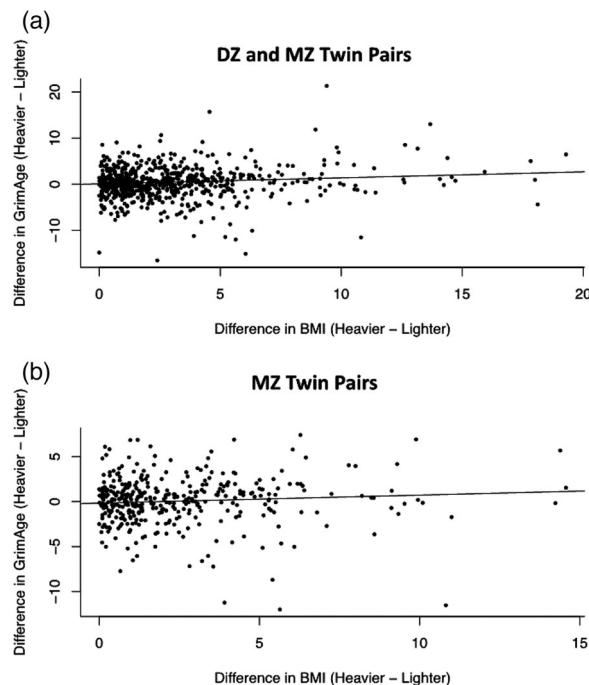 (a)
DZ and MZ Twin Pairs
Difference in GrimAge (Heavier – Lighter)
20
10
0
−10
0
5
10
15
20
Difference in BMI (Heavier – Lighter)
(b)
MZ Twin Pairs
Difference in GrimAge (Heavier – Lighter)
5
0
−5
−10
0
5
10
15
Difference in BMI (Heavier – Lighter)